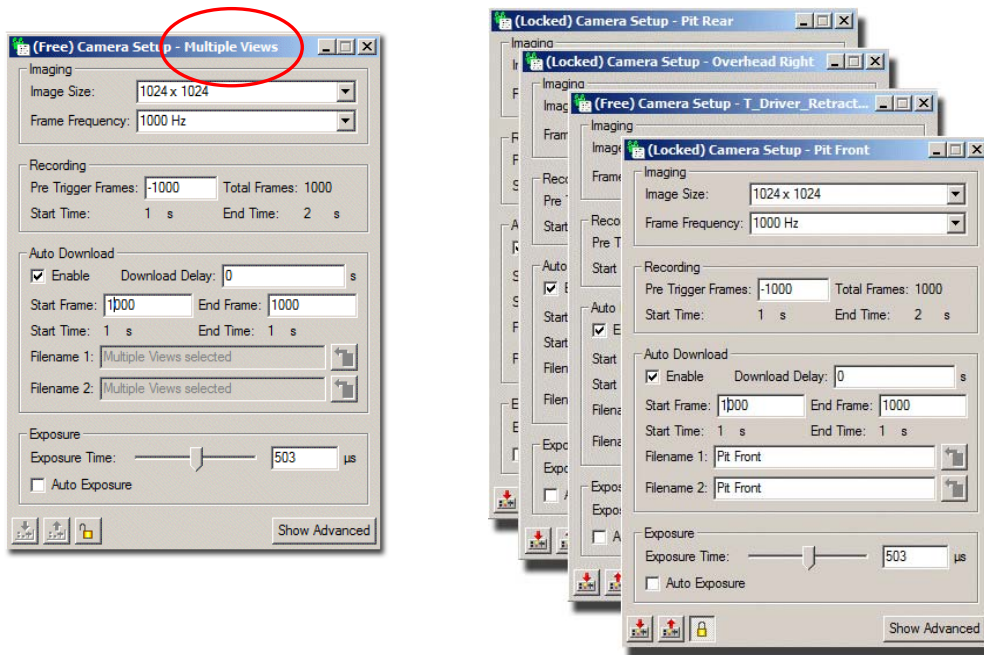 (Free) Camera Setup - Multiple Views
Imaging
Image Size: 1024 x 1024
Frame Frequency: 1000 Hz
Recording
Pre Trigger Frames: -1000 Total Frames: 1000
Start Time: 1 s End Time: 2 s
Auto Download
Enable Download Delay: 0 s
Start Frame: 1000 End Frame: 1000
Start Time: 1 s End Time: 1 s
Filename 1: Multiple Views selected
Filename 2: Multiple Views selected
Exposure
Exposure Time: 503 µs
Auto Exposure
Show Advanced
(Locked) Camera Setup - Pit Rear
Imaging
(Locked) Camera Setup - Overhead Right
Imaging
(Free) Camera Setup - T_Driver_Retract...
Imaging
Start
Auto
Start
Start
(Locked) Camera Setup - Pit Front
Imaging
Image Size: 1024 x 1024
Frame Frequency: 1000 Hz
Recording
Pre Trigger Frames: -1000 Total Frames: 1000
Start Time: 1 s End Time: 2 s
Auto Download
Enable Download Delay: 0 s
Start Frame: 1000 End Frame: 1000
Start Time: 1 s End Time: 1 s
Filename 1: Pit Front
Filename 2: Pit Front
Exposure
Exposure Time: 503 µs
Auto Exposure
Show Advanced